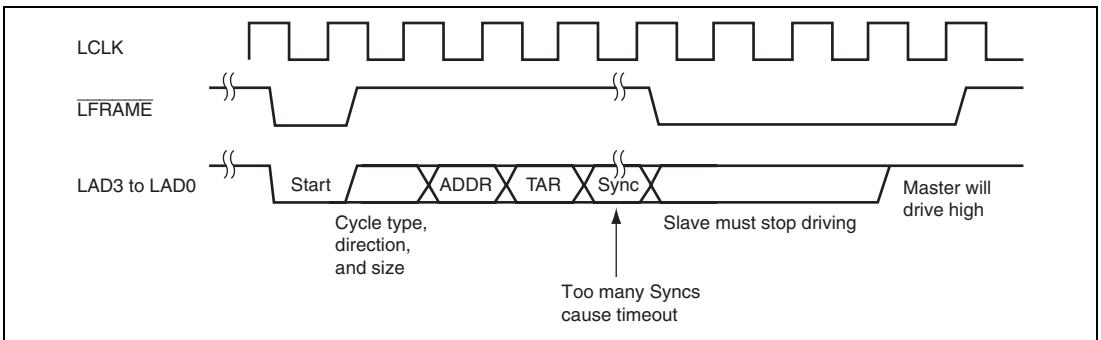 LCLK
LFRAME
LAD3 to LAD0
Start
ADDR
TAR
Sync
Cycle type,
direction,
and size
Slave must stop driving
Master will
drive high
Too many Syncs
cause timeout